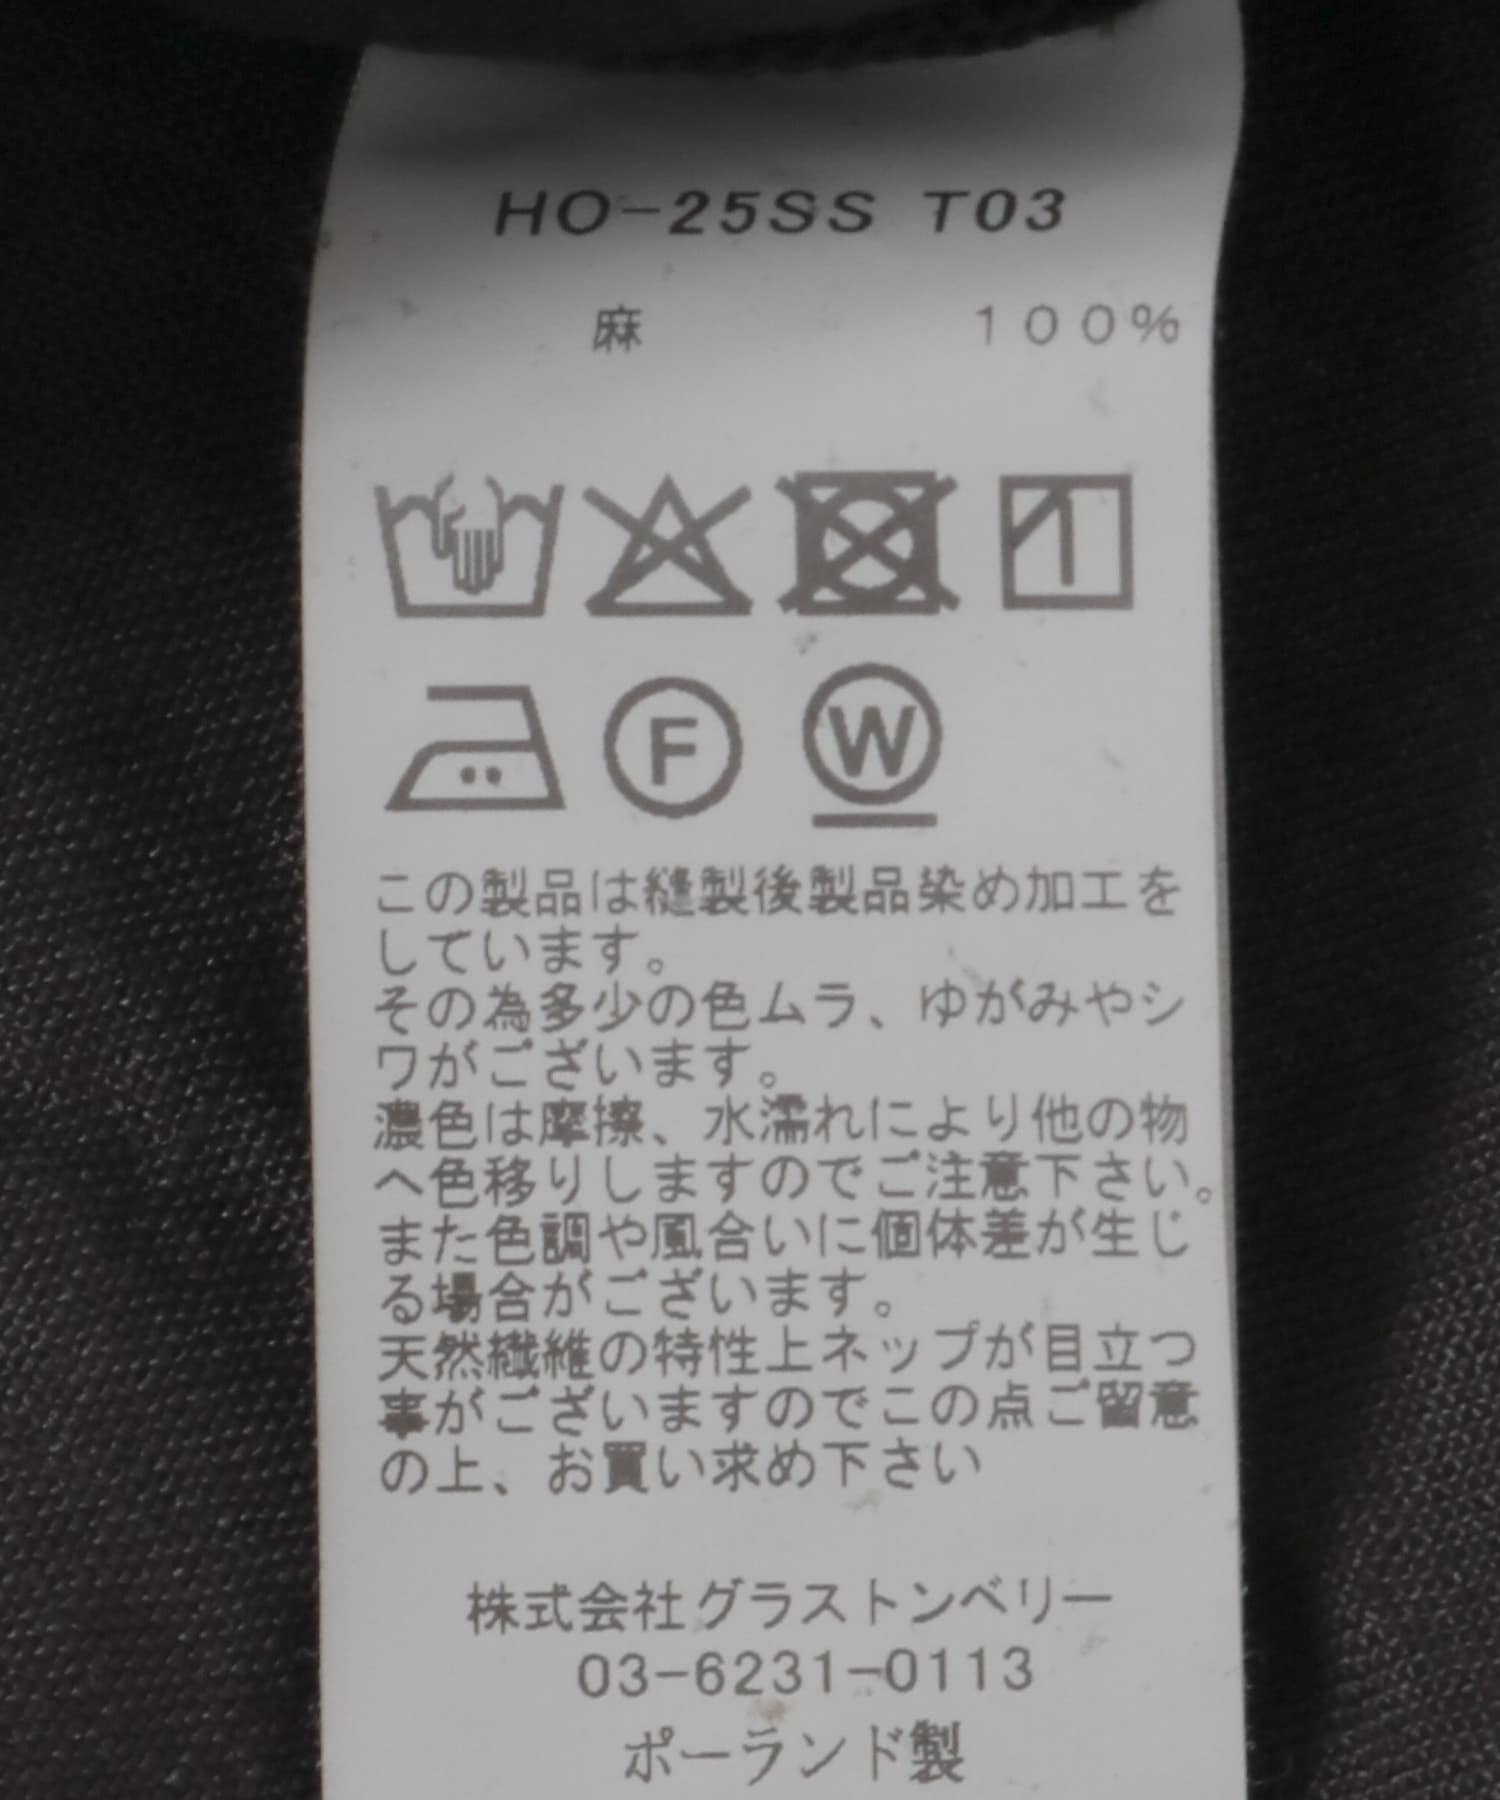 HO-25SS T03
麻 100%
F W
この製品は縫製後製品染め加工を
しています。
その為多少の色ムラ、ゆがみやシ
ワがございます。
濃色は摩擦、水濡れにより他の物
へ色移りしますのでご注意下さい。
また色調や風合いに個体差が生じ
る場合がございます。
天然繊維の特性上ネップが目立つ
事がございますのでこの点ご留意
の上、お買い求め下さい
株式会社グラストンベリー
03-6231-0113
ポーランド製